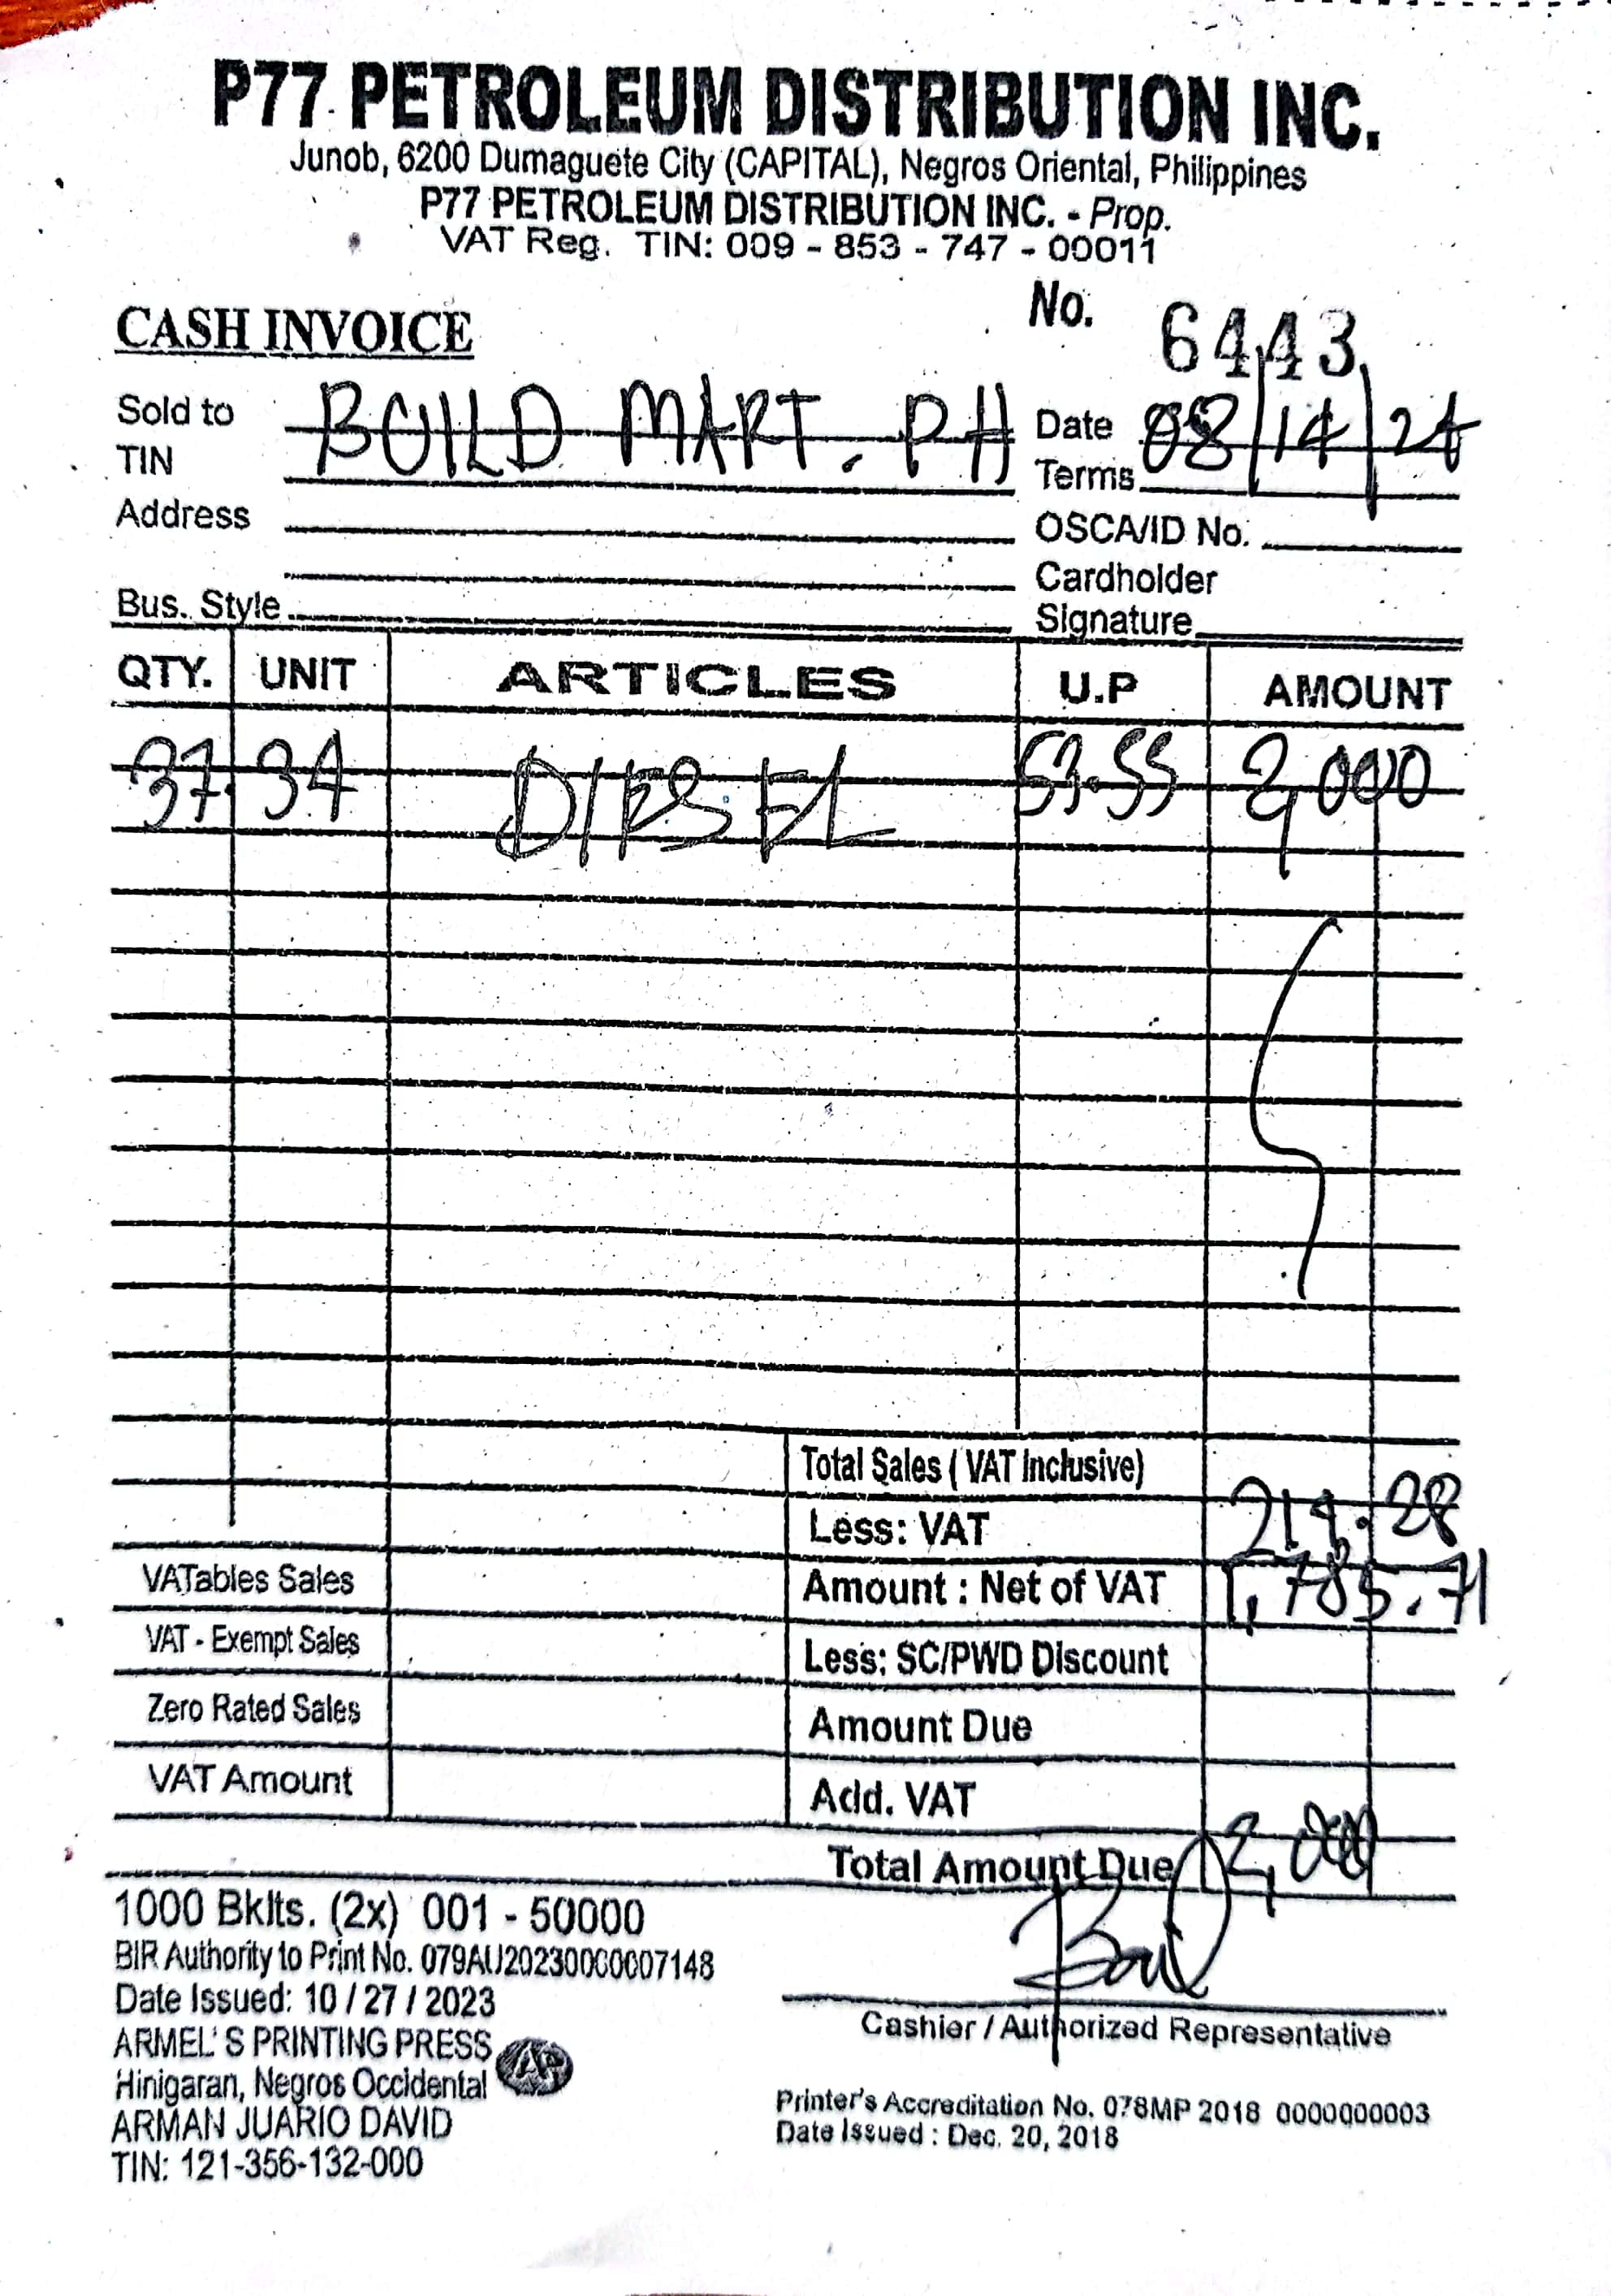 P77 PETROLEUM DISTRIBUTION INC.
Junob, 6200 Dumaguete City (CAPITAL), Negros Oriental, Philippines
P77 PETROLEUM DISTRIBUTION INC. - Prop.
VAT Reg. TIN: 009 - 853 - 747 - 00011
No. 6443
CASH INVOICE
Sold to BUILD MART. PH Date 08/14/24
TIN Terms
Address OSCA/ID No.
Cardholder
Bus. Style Signature
QTY. UNIT ARTICLES U.P AMOUNT
37.34 DIESEL 53.55 2,000
Total Sales ( VAT Inclusive)
Less: VAT 214.28
VATables Sales Amount : Net of VAT 1,785.71
VAT - Exempt Sales Less: SC/PWD Discount
Zero Rated Sales Amount Due
VAT Amount Add. VAT
Total Amount Due 2,000
1000 Bklts. (2x) 001 - 50000
BIR Authority to Print No. 079AU20230000007148
Date Issued: 10 / 27 / 2023
ARMEL'S PRINTING PRESS
Hinigaran, Negros Occidental
ARMAN JUARIO DAVID
TIN: 121-356-132-000
AP
Cashier / Authorized Representative
Printer's Accreditation No. 078MP 2018 0000000003
Date Issued : Dec. 20, 2018